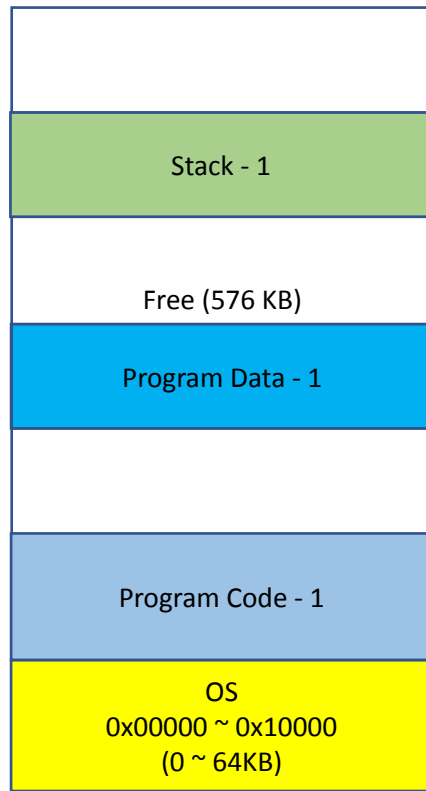 Stack - 1
Free (576 KB)
Program Data - 1
Program Code - 1
OS
0x00000 ~ 0x10000
(0 ~ 64KB)